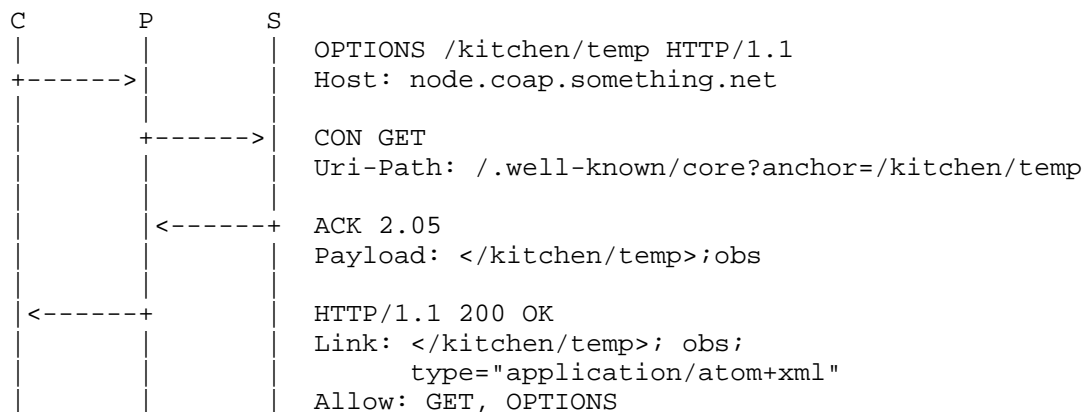 C P S
OPTIONS /kitchen/temp HTTP/1.1
Host: node.coap.something.net
CON GET
Uri-Path: /.well-known/core?anchor=/kitchen/temp
ACK 2.05
Payload: </kitchen/temp>;obs
HTTP/1.1 200 OK
Link: </kitchen/temp>; obs;
type="application/atom+xml"
Allow: GET, OPTIONS